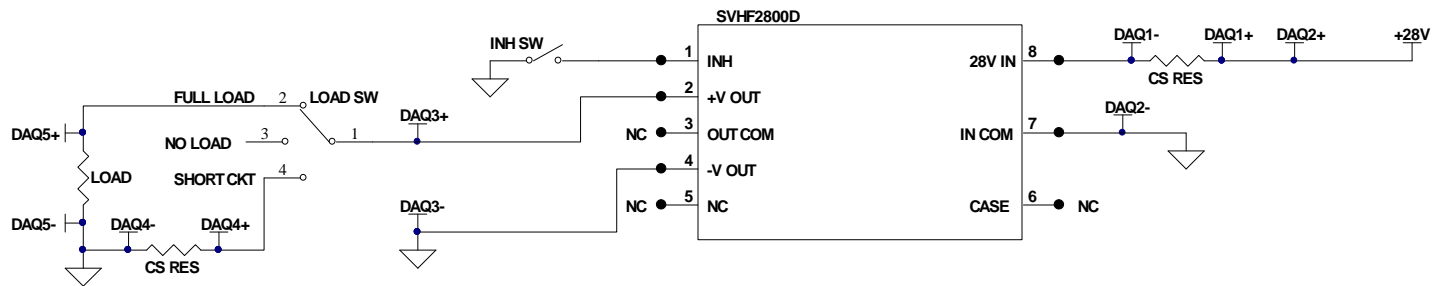 SVHF2800D
INH SW
1
INH
28V IN
8
DAQ1-
DAQ1+
DAQ2+
+28V
CS RES
FULL LOAD
2
LOAD SW
DAQ3+
2
+V OUT
DAQ5+
NO LOAD
3
1
NC
3
OUT COM
IN COM
7
DAQ2-
LOAD
SHORT CKT
4
4
-V OUT
DAQ5-
DAQ4-
DAQ4+
DAQ3-
NC
5
NC
CASE
6
NC
CS RES